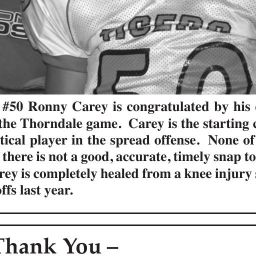 TIGERS
50
#50 Ronny Carey is congratulated by his
the Thorndale game. Carey is the starting
tical player in the spread offense. None of
there is not a good, accurate, timely snap to
rey is completely healed from a knee injury
offs last year.
Thank You –